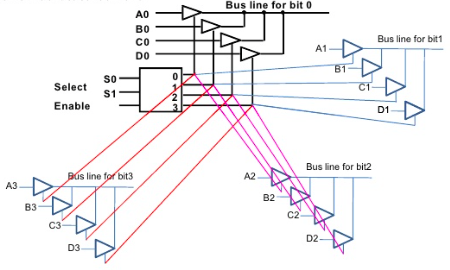 Bus line for bit 0
A0
B0
C0
D0
Bus line for bit1
A1
B1
C1
D1
Select
S0
S1
Enable
0
1
2
3
Bus line for bit3
A3
B3
C3
D3
Bus line for bit2
A2
B2
C2
D2